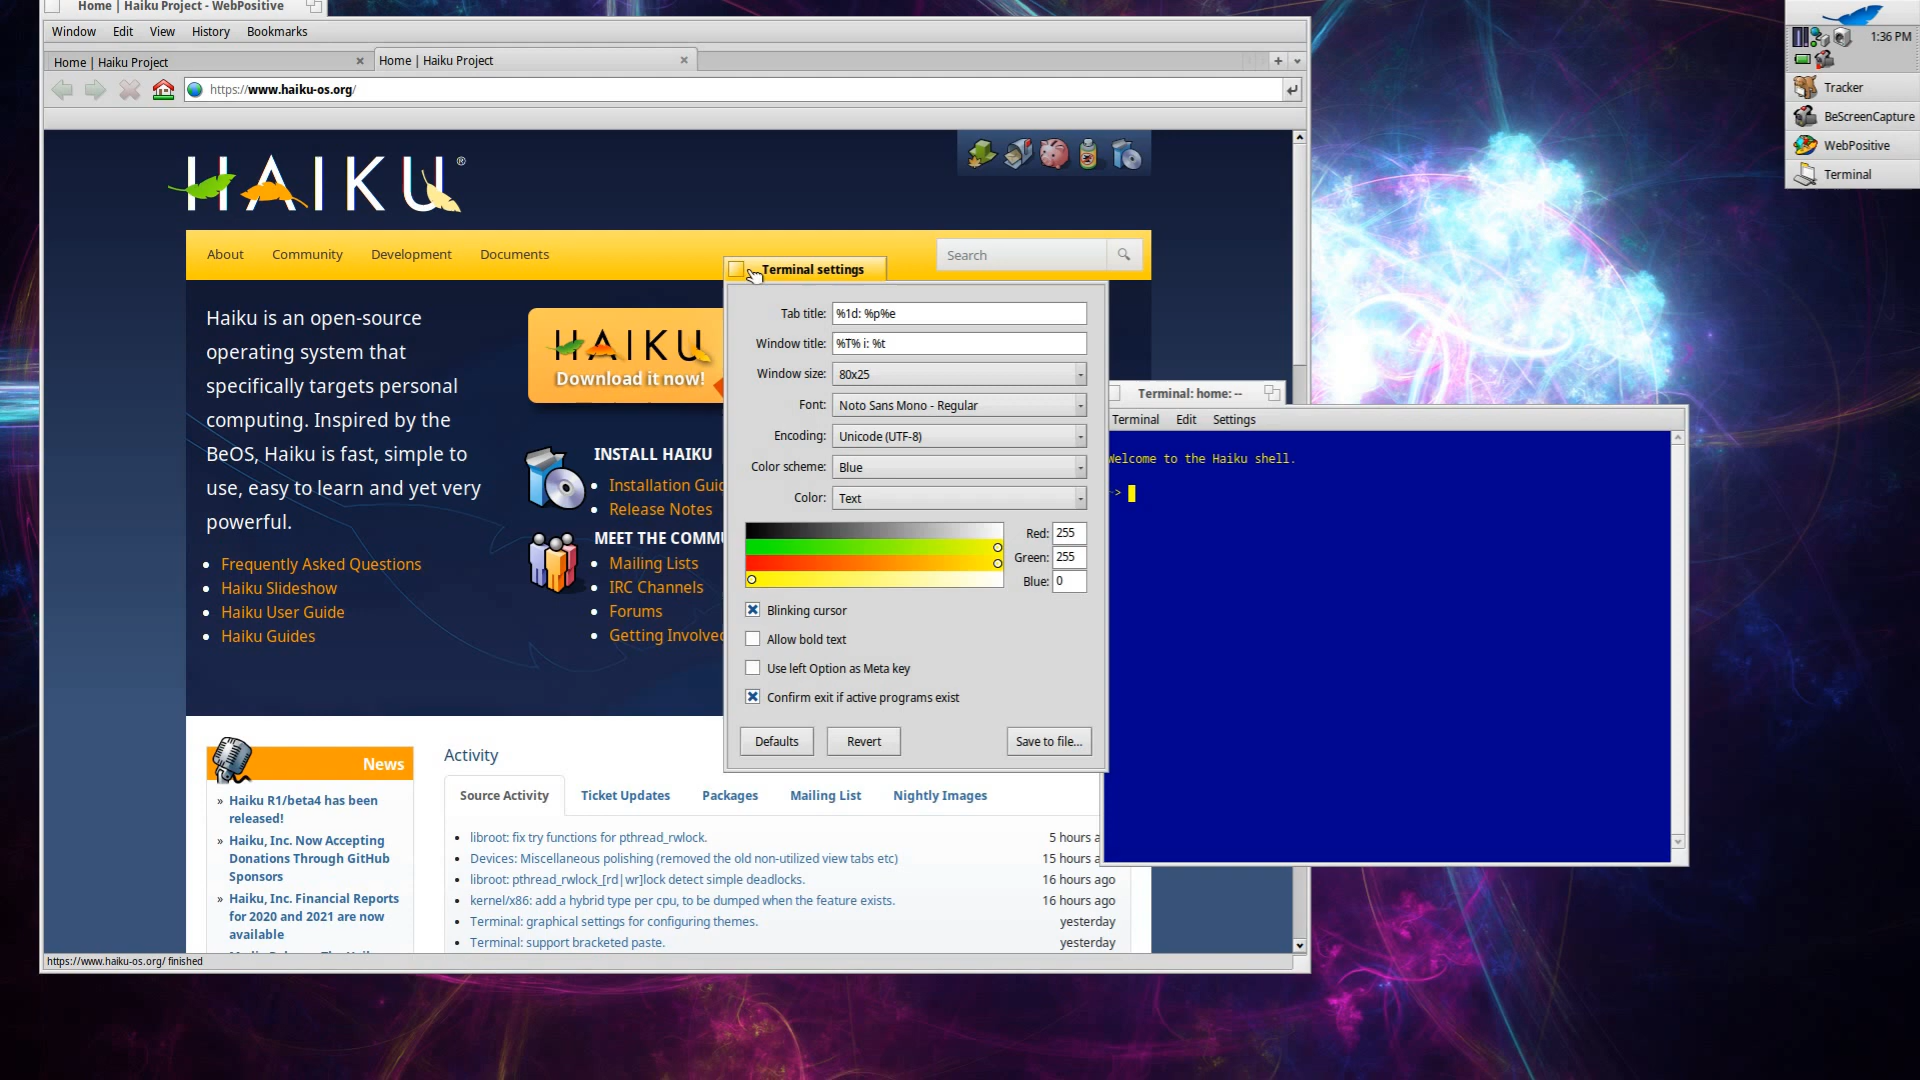 Home | Haiku Project - WebPositive
Window Edit View History Bookmarks
Home | Haiku Project
Home | Haiku Project
https://www.haiku-os.org/
HAIKU®
About Community Development Documents
Search
Haiku is an open-source
operating system that
specifically targets personal
computing. Inspired by the
BeOS, Haiku is fast, simple to
use, easy to learn and yet very
powerful.
Frequently Asked Questions
Haiku Slideshow
Haiku User Guide
Haiku Guides
HAIKU
Download it now!
INSTALL HAIKU
Installation Guid
Release Notes
MEET THE COMMU
Mailing Lists
IRC Channels
Forums
Getting Involved
News
» Haiku R1/beta4 has been
released!
» Haiku, Inc. Now Accepting
Donations Through GitHub
Sponsors
» Haiku, Inc. Financial Reports
for 2020 and 2021 are now
available
Activity
Source Activity Ticket Updates Packages Mailing List Nightly Images
libroot: fix try functions for pthread_rwlock. 5 hours a
Devices: Miscellaneous polishing (removed the old non-utilized view tabs etc) 15 hours a
libroot: pthread_rwlock_[rd|wr]lock detect simple deadlocks. 16 hours ago
kernel/x86: add a hybrid type per cpu, to be dumped when the feature exists. 16 hours ago
Terminal: graphical settings for configuring themes. yesterday
Terminal: support bracketed paste. yesterday
https://www.haiku-os.org/ finished
Terminal settings
Tab title: %1d: %p%e
Window title: %T% i: %t
Window size: 80x25
Font: Noto Sans Mono - Regular
Encoding: Unicode (UTF-8)
Color scheme: Blue
Color: Text
Red: 255
Green: 255
Blue: 0
Blinking cursor
Allow bold text
Use left Option as Meta key
Confirm exit if active programs exist
Defaults Revert Save to file...
Terminal: home: --
Terminal Edit Settings
Welcome to the Haiku shell.
>
1:36 PM
Tracker
BeScreenCapture
WebPositive
Terminal